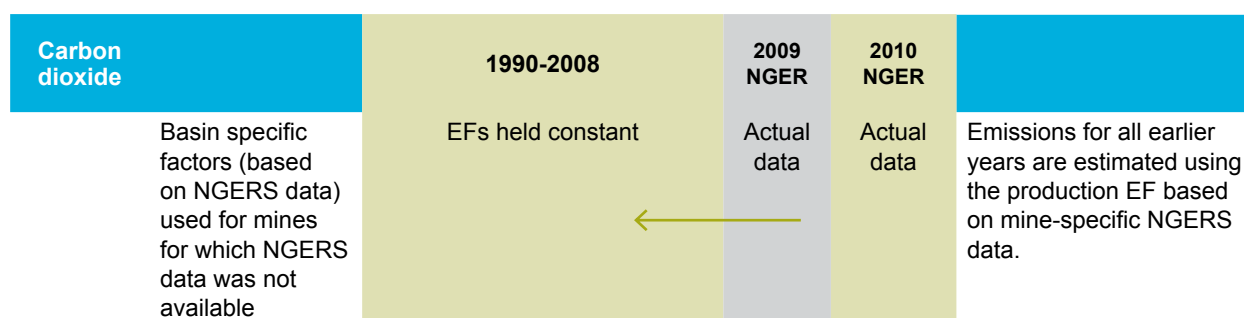 Carbon
dioxide
1990-2008
2009
NGER
2010
NGER
Basin specific
factors (based
on NGERS data)
used for mines
for which NGERS
data was not
available
EFs held constant
Actual
data
Actual
data
Emissions for all earlier
years are estimated using
the production EF based
on mine-specific NGERS
data.